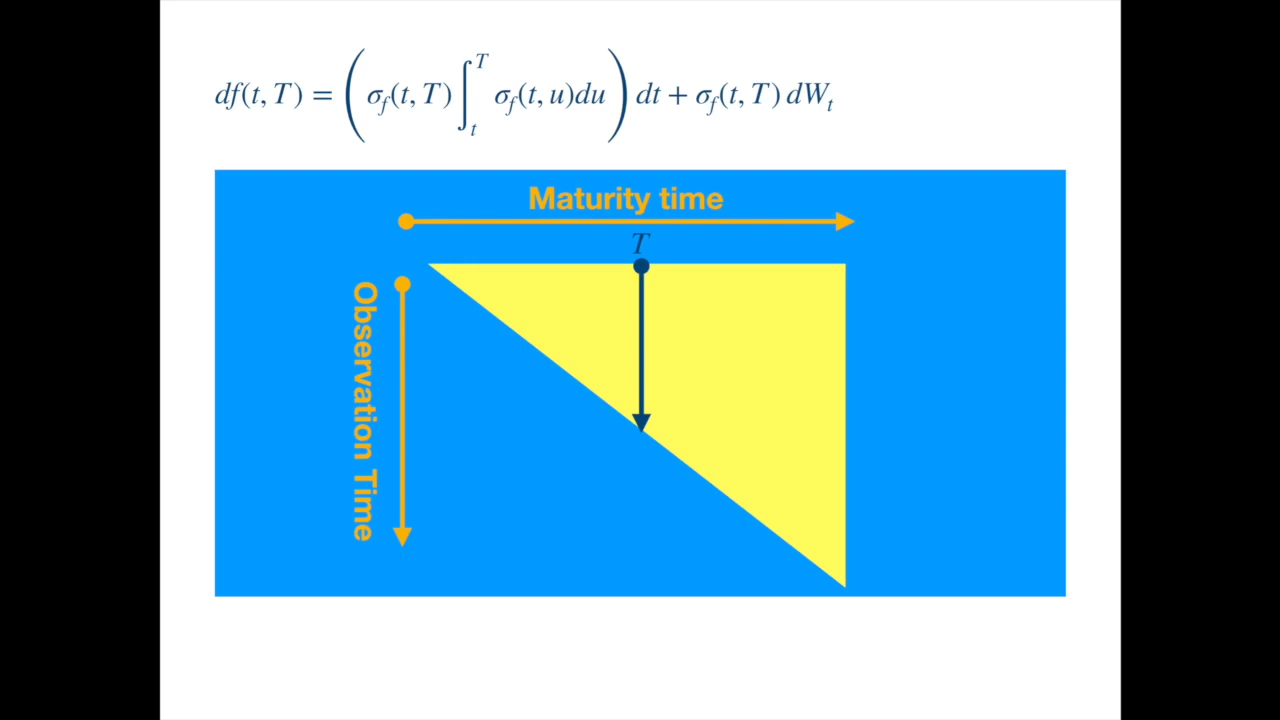 df(t, T) = ( σ_f(t, T) ∫_t^T σ_f(t, u)du ) dt + σ_f(t, T) dW_t
Maturity time
T
Observation Time